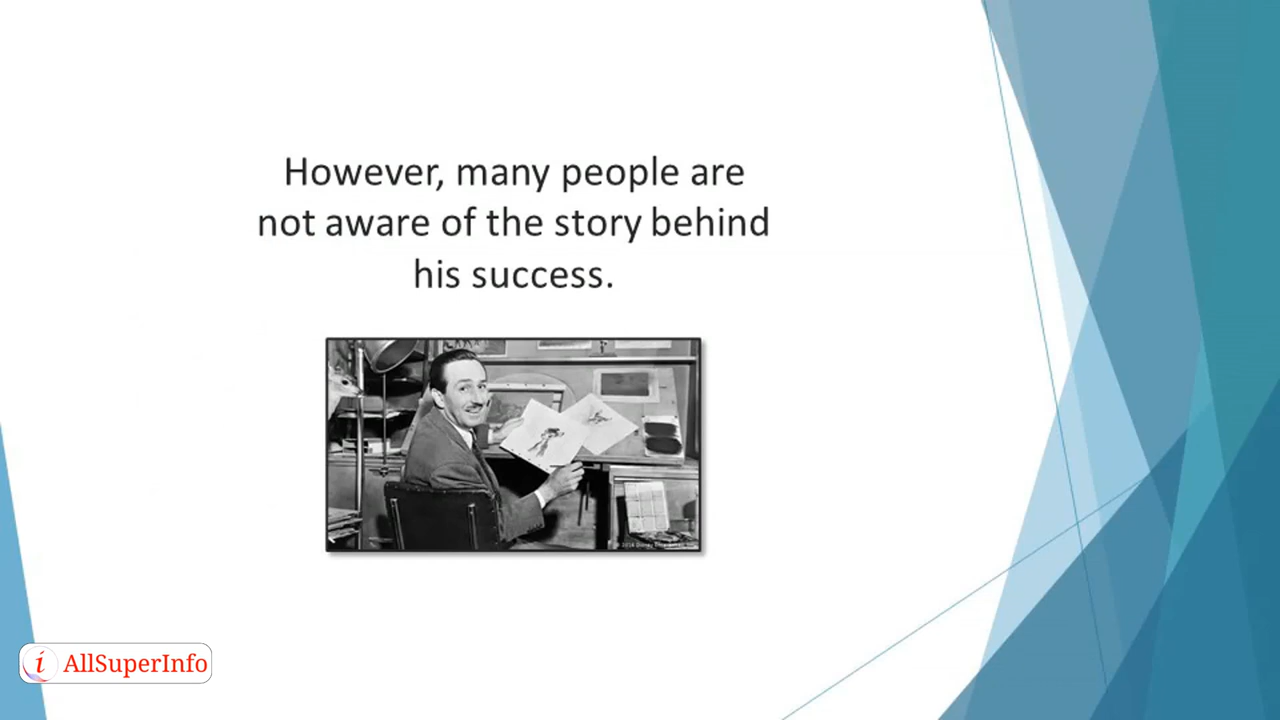 However, many people are
not aware of the story behind
his success.
i AllSuperInfo